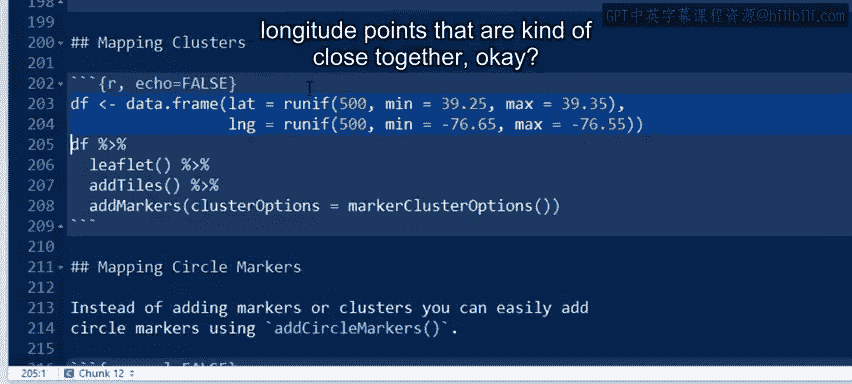 GPT中英字幕课程资源@bilibili.com
longitude points that are kind of
close together, okay?
198
199
200 ## Mapping Clusters
201
202 ```{r, echo=FALSE}
203 df <- data.frame(lat = runif(500, min = 39.25, max = 39.35),
204                  lng = runif(500, min = -76.65, max = -76.55))
205 df %>%
206   leaflet() %>%
207   addTiles() %>%
208   addMarkers(clusterOptions = markerClusterOptions())
209 ```
210
211 ## Mapping Circle Markers
212
213 Instead of adding markers or clusters you can easily add
214 circle markers using `addCircleMarkers()`.
215
205:1 Chunk 12